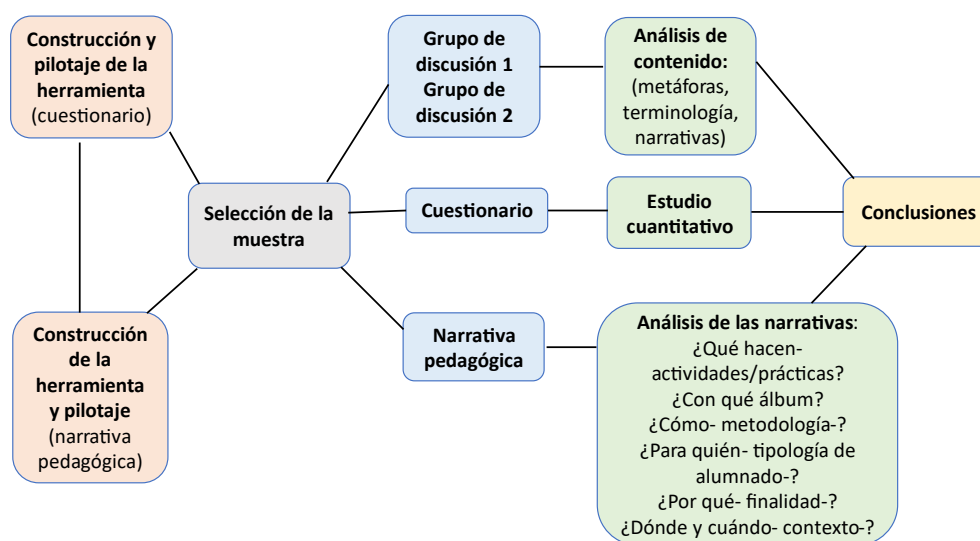 Construcción y
pilotaje de la
herramienta
(cuestionario)
Construcción
de la
herramienta
y pilotaje
(narrativa
pedagógica)
Selección de la
muestra
Grupo de
discusión 1
Grupo de
discusión 2
Cuestionario
Narrativa
pedagógica
Análisis de
contenido:
(metáforas,
terminología,
narrativas)
Estudio
cuantitativo
Análisis de las narrativas:
¿Qué hacen-
actividades/prácticas?
¿Con qué álbum?
¿Cómo- metodología-?
¿Para quién- tipología de
alumnado-?
¿Por qué- finalidad-?
¿Dónde y cuándo- contexto-?
Conclusiones